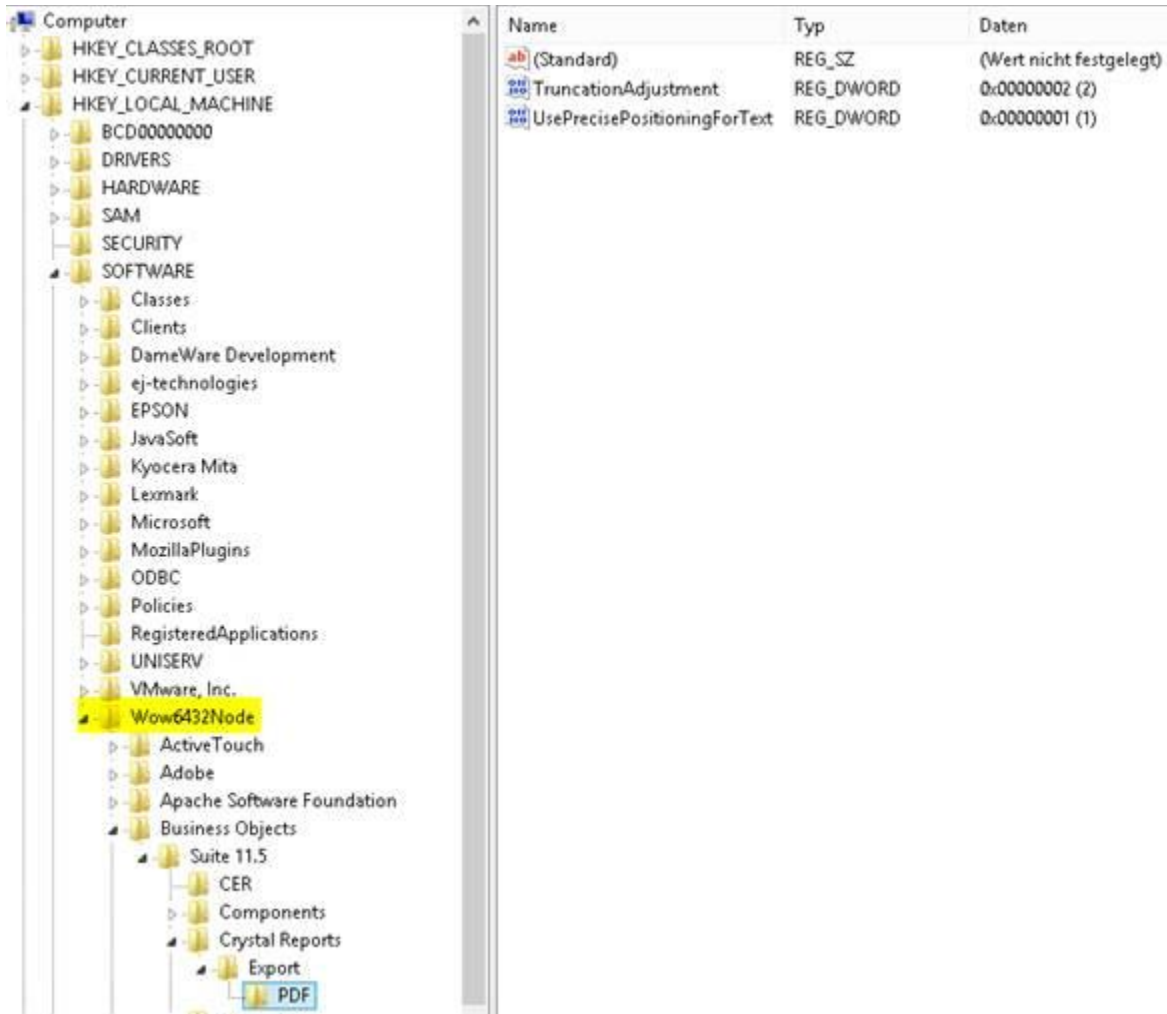 Computer
HKEY_CLASSES_ROOT
HKEY_CURRENT_USER
HKEY_LOCAL_MACHINE
BCD00000000
DRIVERS
HARDWARE
SAM
SECURITY
SOFTWARE
Classes
Clients
DameWare Development
ej-technologies
EPSON
JavaSoft
Kyocera Mita
Lexmark
Microsoft
MozillaPlugins
ODBC
Policies
RegisteredApplications
UNISERV
VMware, Inc.
Wow6432Node
ActiveTouch
Adobe
Apache Software Foundation
Business Objects
Suite 11.5
CER
Components
Crystal Reports
Export
PDF
Name Typ Daten
(Standard) REG_SZ (Wert nicht festgelegt)
TruncationAdjustment REG_DWORD 0x00000002 (2)
UsePrecisePositioningForText REG_DWORD 0x00000001 (1)